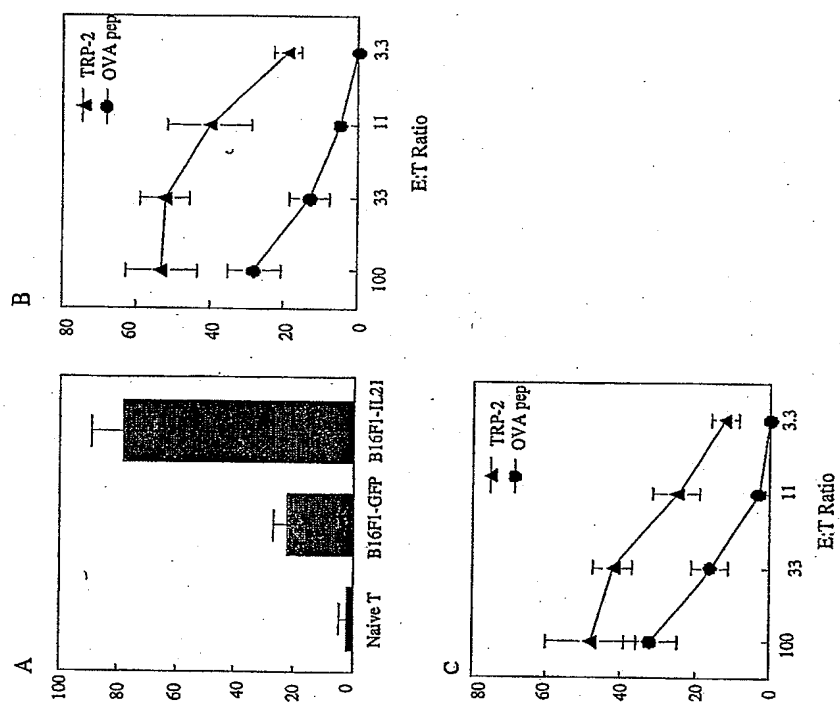 A
100
80
60
40
20
0
Naive T
B16F1-GFP
B16F1-IL21
B
TRP-2
OVA pep
80
60
40
20
0
100
33
11
3.3
E:T Ratio
C
TRP-2
OVA pep
80
60
40
20
0
100
33
11
3.3
E:T Ratio